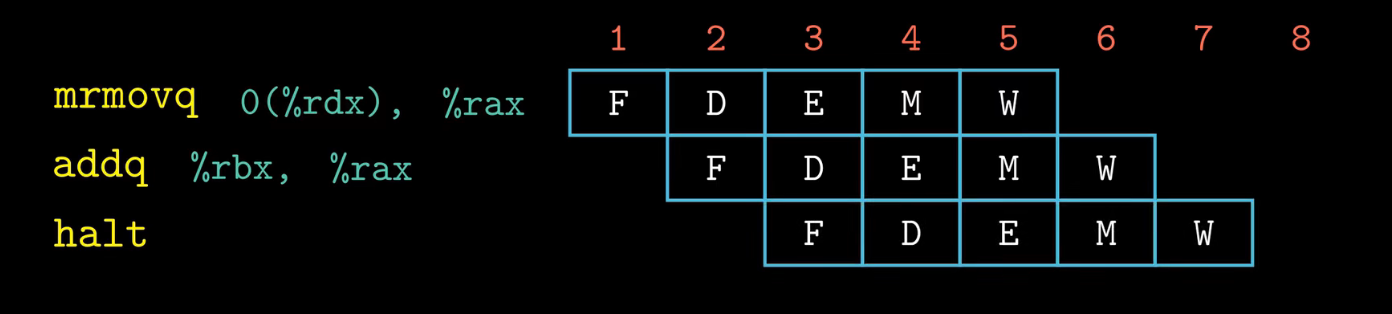 1 2 3 4 5 6 7 8
mrmovq 0(%rdx), %rax F D E M W
addq %rbx, %rax F D E M W
halt F D E M W